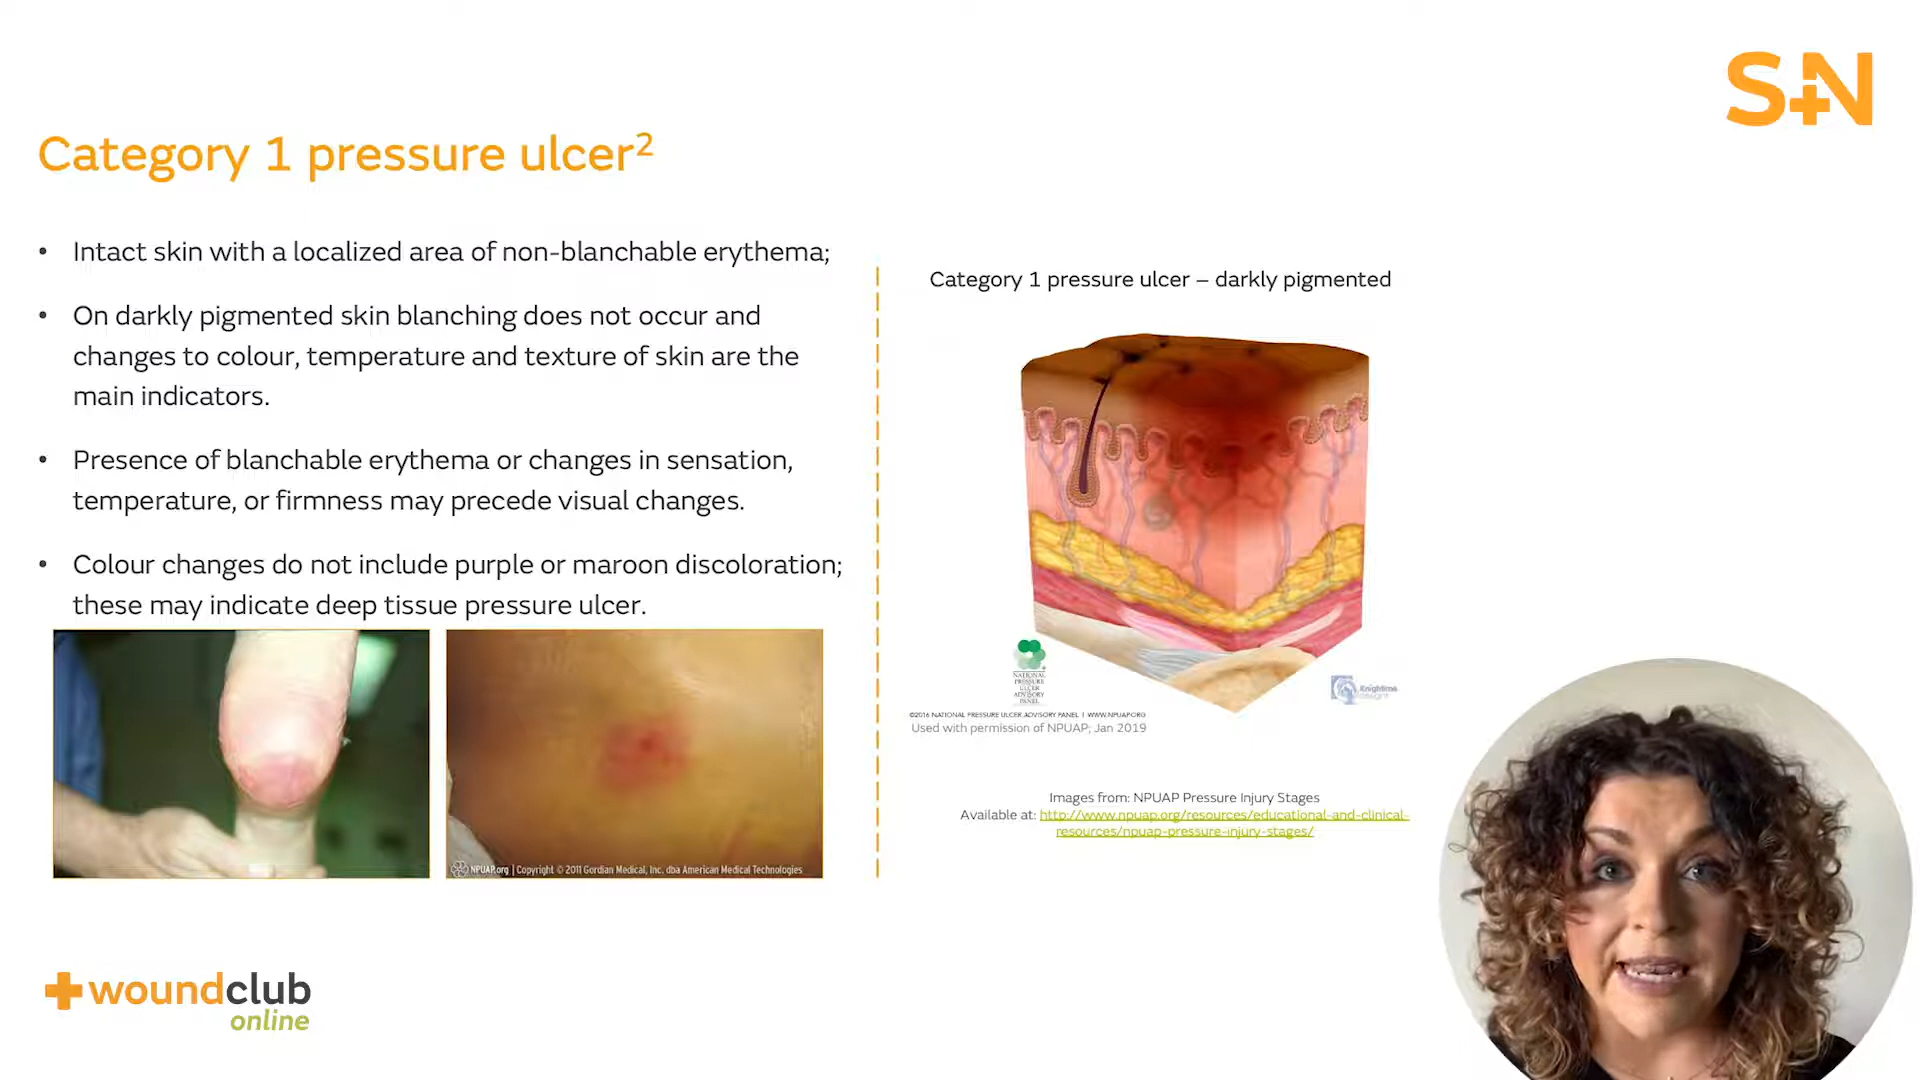 S+N
Category 1 pressure ulcer²
• Intact skin with a localized area of non-blanchable erythema;
• On darkly pigmented skin blanching does not occur and
changes to colour, temperature and texture of skin are the
main indicators.
• Presence of blanchable erythema or changes in sensation,
temperature, or firmness may precede visual changes.
• Colour changes do not include purple or maroon discoloration;
these may indicate deep tissue pressure ulcer.
NPUAP.org | Copyright © 2011 Gordian Medical, Inc. dba American Medical Technologies
Category 1 pressure ulcer – darkly pigmented
NATIONAL
PRESSURE
ULCER
ADVISORY
PANEL
Knightime
©2016 NATIONAL PRESSURE ULCER ADVISORY PANEL | WWW.NPUAP.ORG
Used with permission of NPUAP; Jan 2019
Images from: NPUAP Pressure Injury Stages
Available at: http://www.npuap.org/resources/educational-and-clinical-
resources/npuap-pressure-injury-stages/
woundclub
online